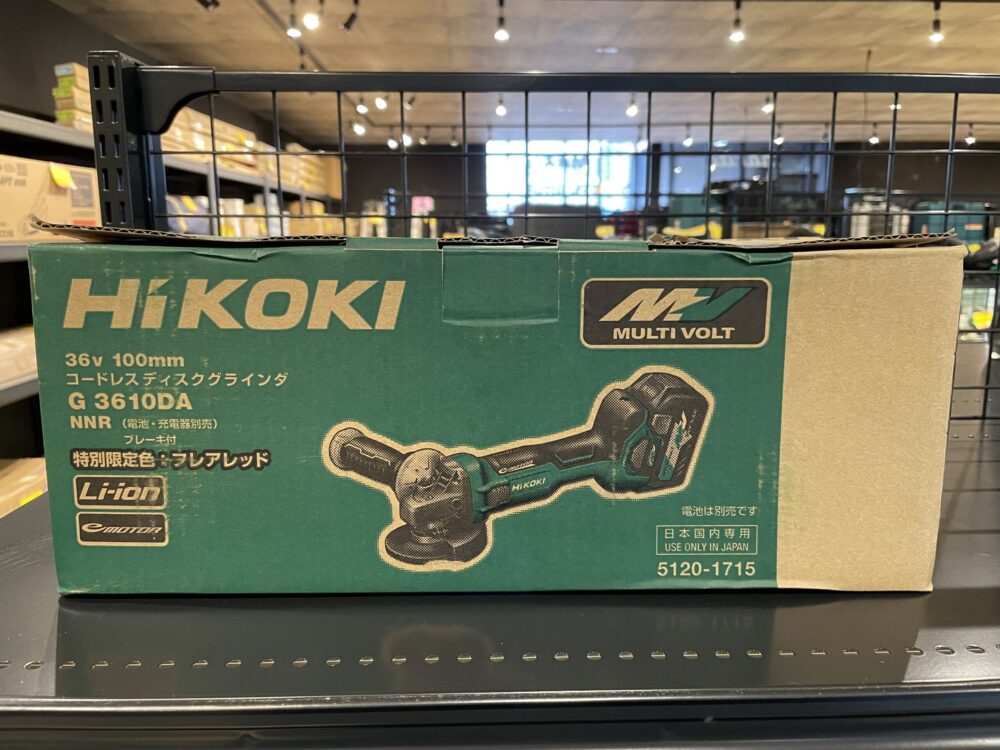 HiKOKI
MV
MULTI VOLT
36v 100mm
コードレスディスクグラインダ
G 3610DA
NNR (電池・充電器別売)
ブレーキ付
特別限定色:フレアレッド
Li-ion
e MOTOR
HiKOKI
電池は別売です
日本国内専用
USE ONLY IN JAPAN
5120-1715